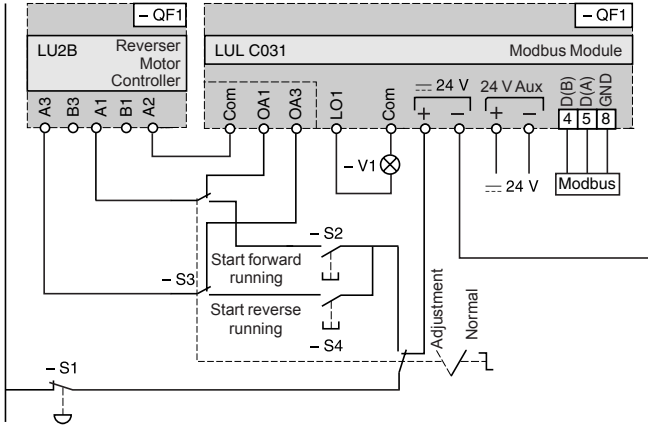 – QF1
– QF1
LU2B
Reverser
Motor
Controller
LUL C031
Modbus Module
A3
B3
A1
B1
A2
Com
OA1
OA3
LO1
Com
24 V
+
–
24 V Aux
+
–
D(B)
D(A)
GND
4
5
8
– V1
24 V
Modbus
– S2
Start forward
running
– S3
Start reverse
running
– S4
Adjustment
Normal
– S1